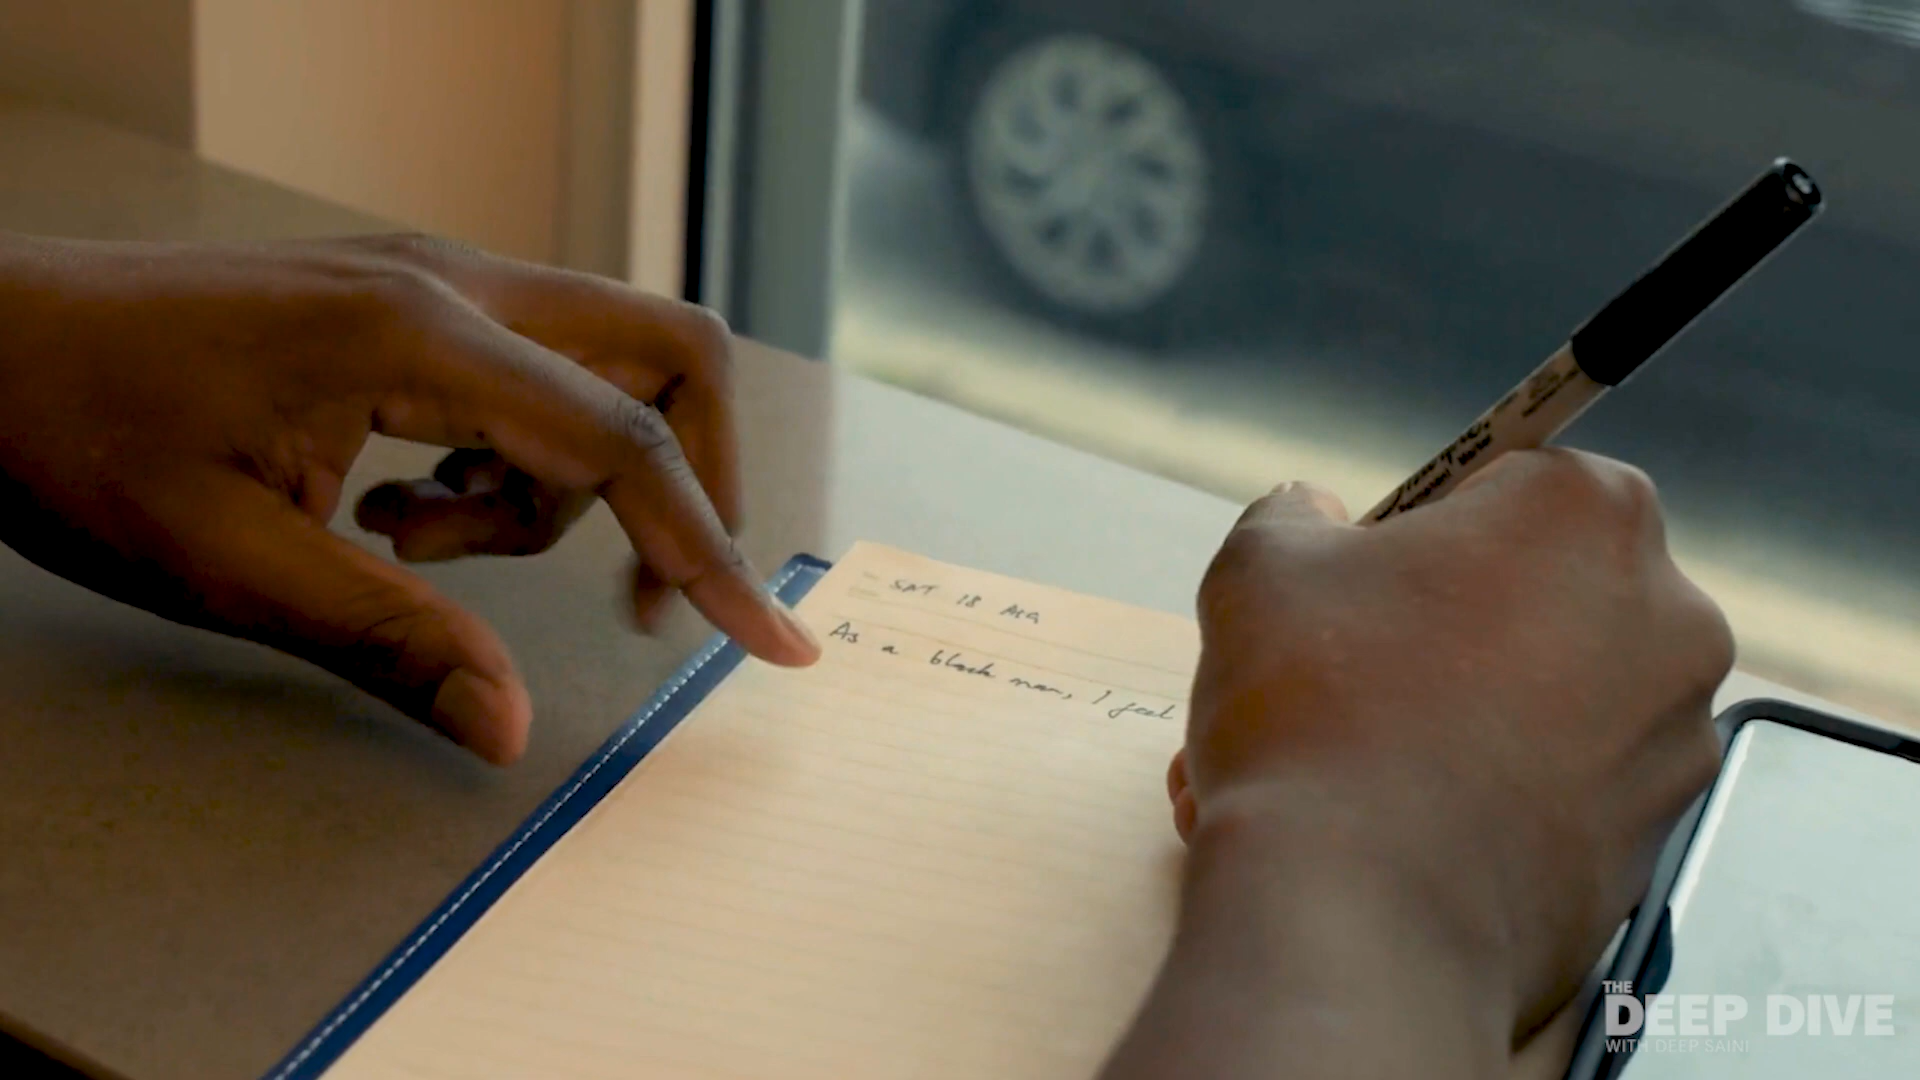 SAT 18 AUG
As a black man, I feel
THE
DEEP DIVE
WITH DEEP SAINI